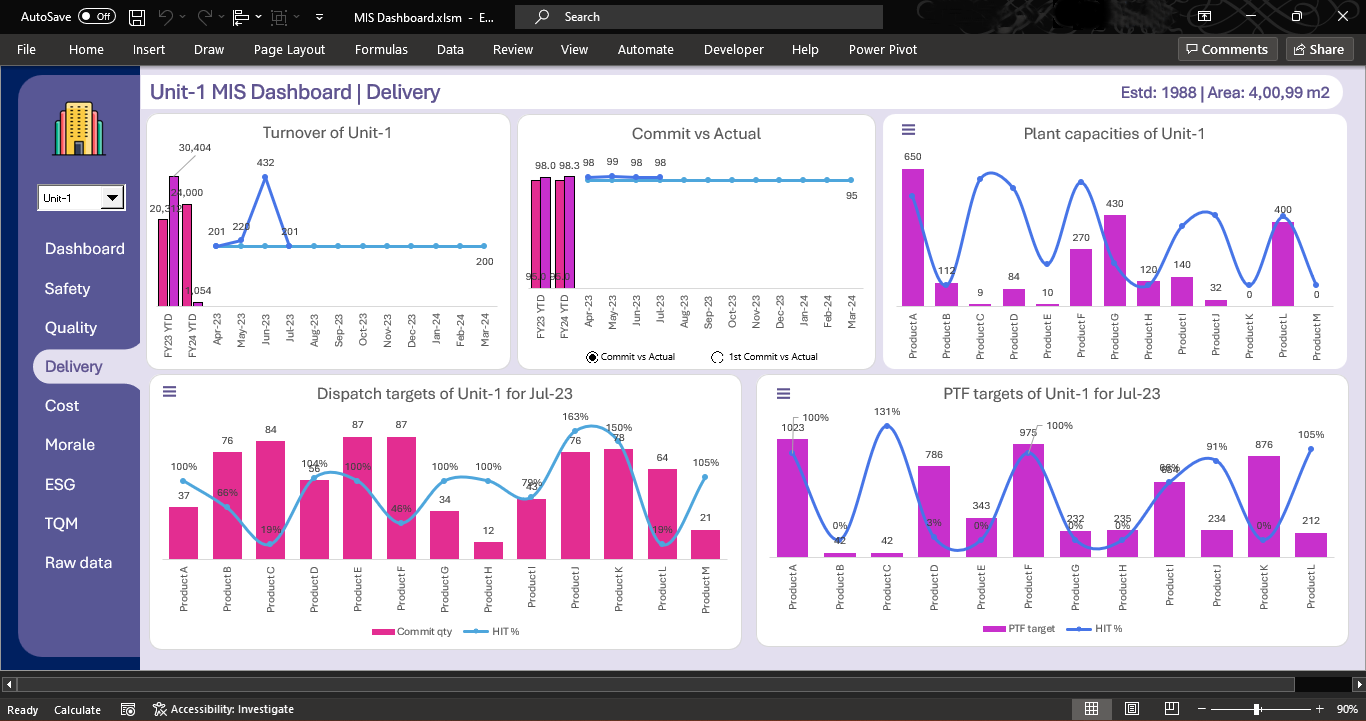 AutoSave Off MIS Dashboard.xlsm - E... Search
File Home Insert Draw Page Layout Formulas Data Review View Automate Developer Help Power Pivot Comments Share
Unit-1 MIS Dashboard | Delivery
Estd: 1988 | Area: 4,00,99 m2
Unit-1
Dashboard
Safety
Quality
Delivery
Cost
Morale
ESG
TQM
Raw data
Turnover of Unit-1
30,404
432
24,000
20,312
220
201 201
200
1,054
FY23 YTD FY24 YTD Apr-23 May-23 Jun-23 Jul-23 Aug-23 Sep-23 Oct-23 Nov-23 Dec-23 Jan-24 Feb-24 Mar-24
Commit vs Actual
98.0 98.3 98 99 98 98
95
95.0 95.0
FY23 YTD FY24 YTD Apr-23 May-23 Jun-23 Jul-23 Aug-23 Sep-23 Oct-23 Nov-23 Dec-23 Jan-24 Feb-24 Mar-24
Commit vs Actual 1st Commit vs Actual
Plant capacities of Unit-1
650 112 9 84 10 270 430 120 140 32 0 400 0
Product A Product B Product C Product D Product E Product F Product G Product H Product I Product J Product K Product L Product M
Dispatch targets of Unit-1 for Jul-23
100% 66% 19% 104% 100% 46% 100% 100% 79% 163% 150% 19% 105%
37 76 84 56 87 87 34 12 43 76 78 64 21
Product A Product B Product C Product D Product E Product F Product G Product H Product I Product J Product K Product L Product M
Commit qty HIT %
PTF targets of Unit-1 for Jul-23
100% 0% 131% 3% 0% 100% 0% 0% 91% 0% 105%
1023 42 42 786 343 975 232 235 234 876 212
Product A Product B Product C Product D Product E Product F Product G Product H Product I Product J Product K Product L
PTF target HIT %
Ready Calculate Accessibility: Investigate 90%